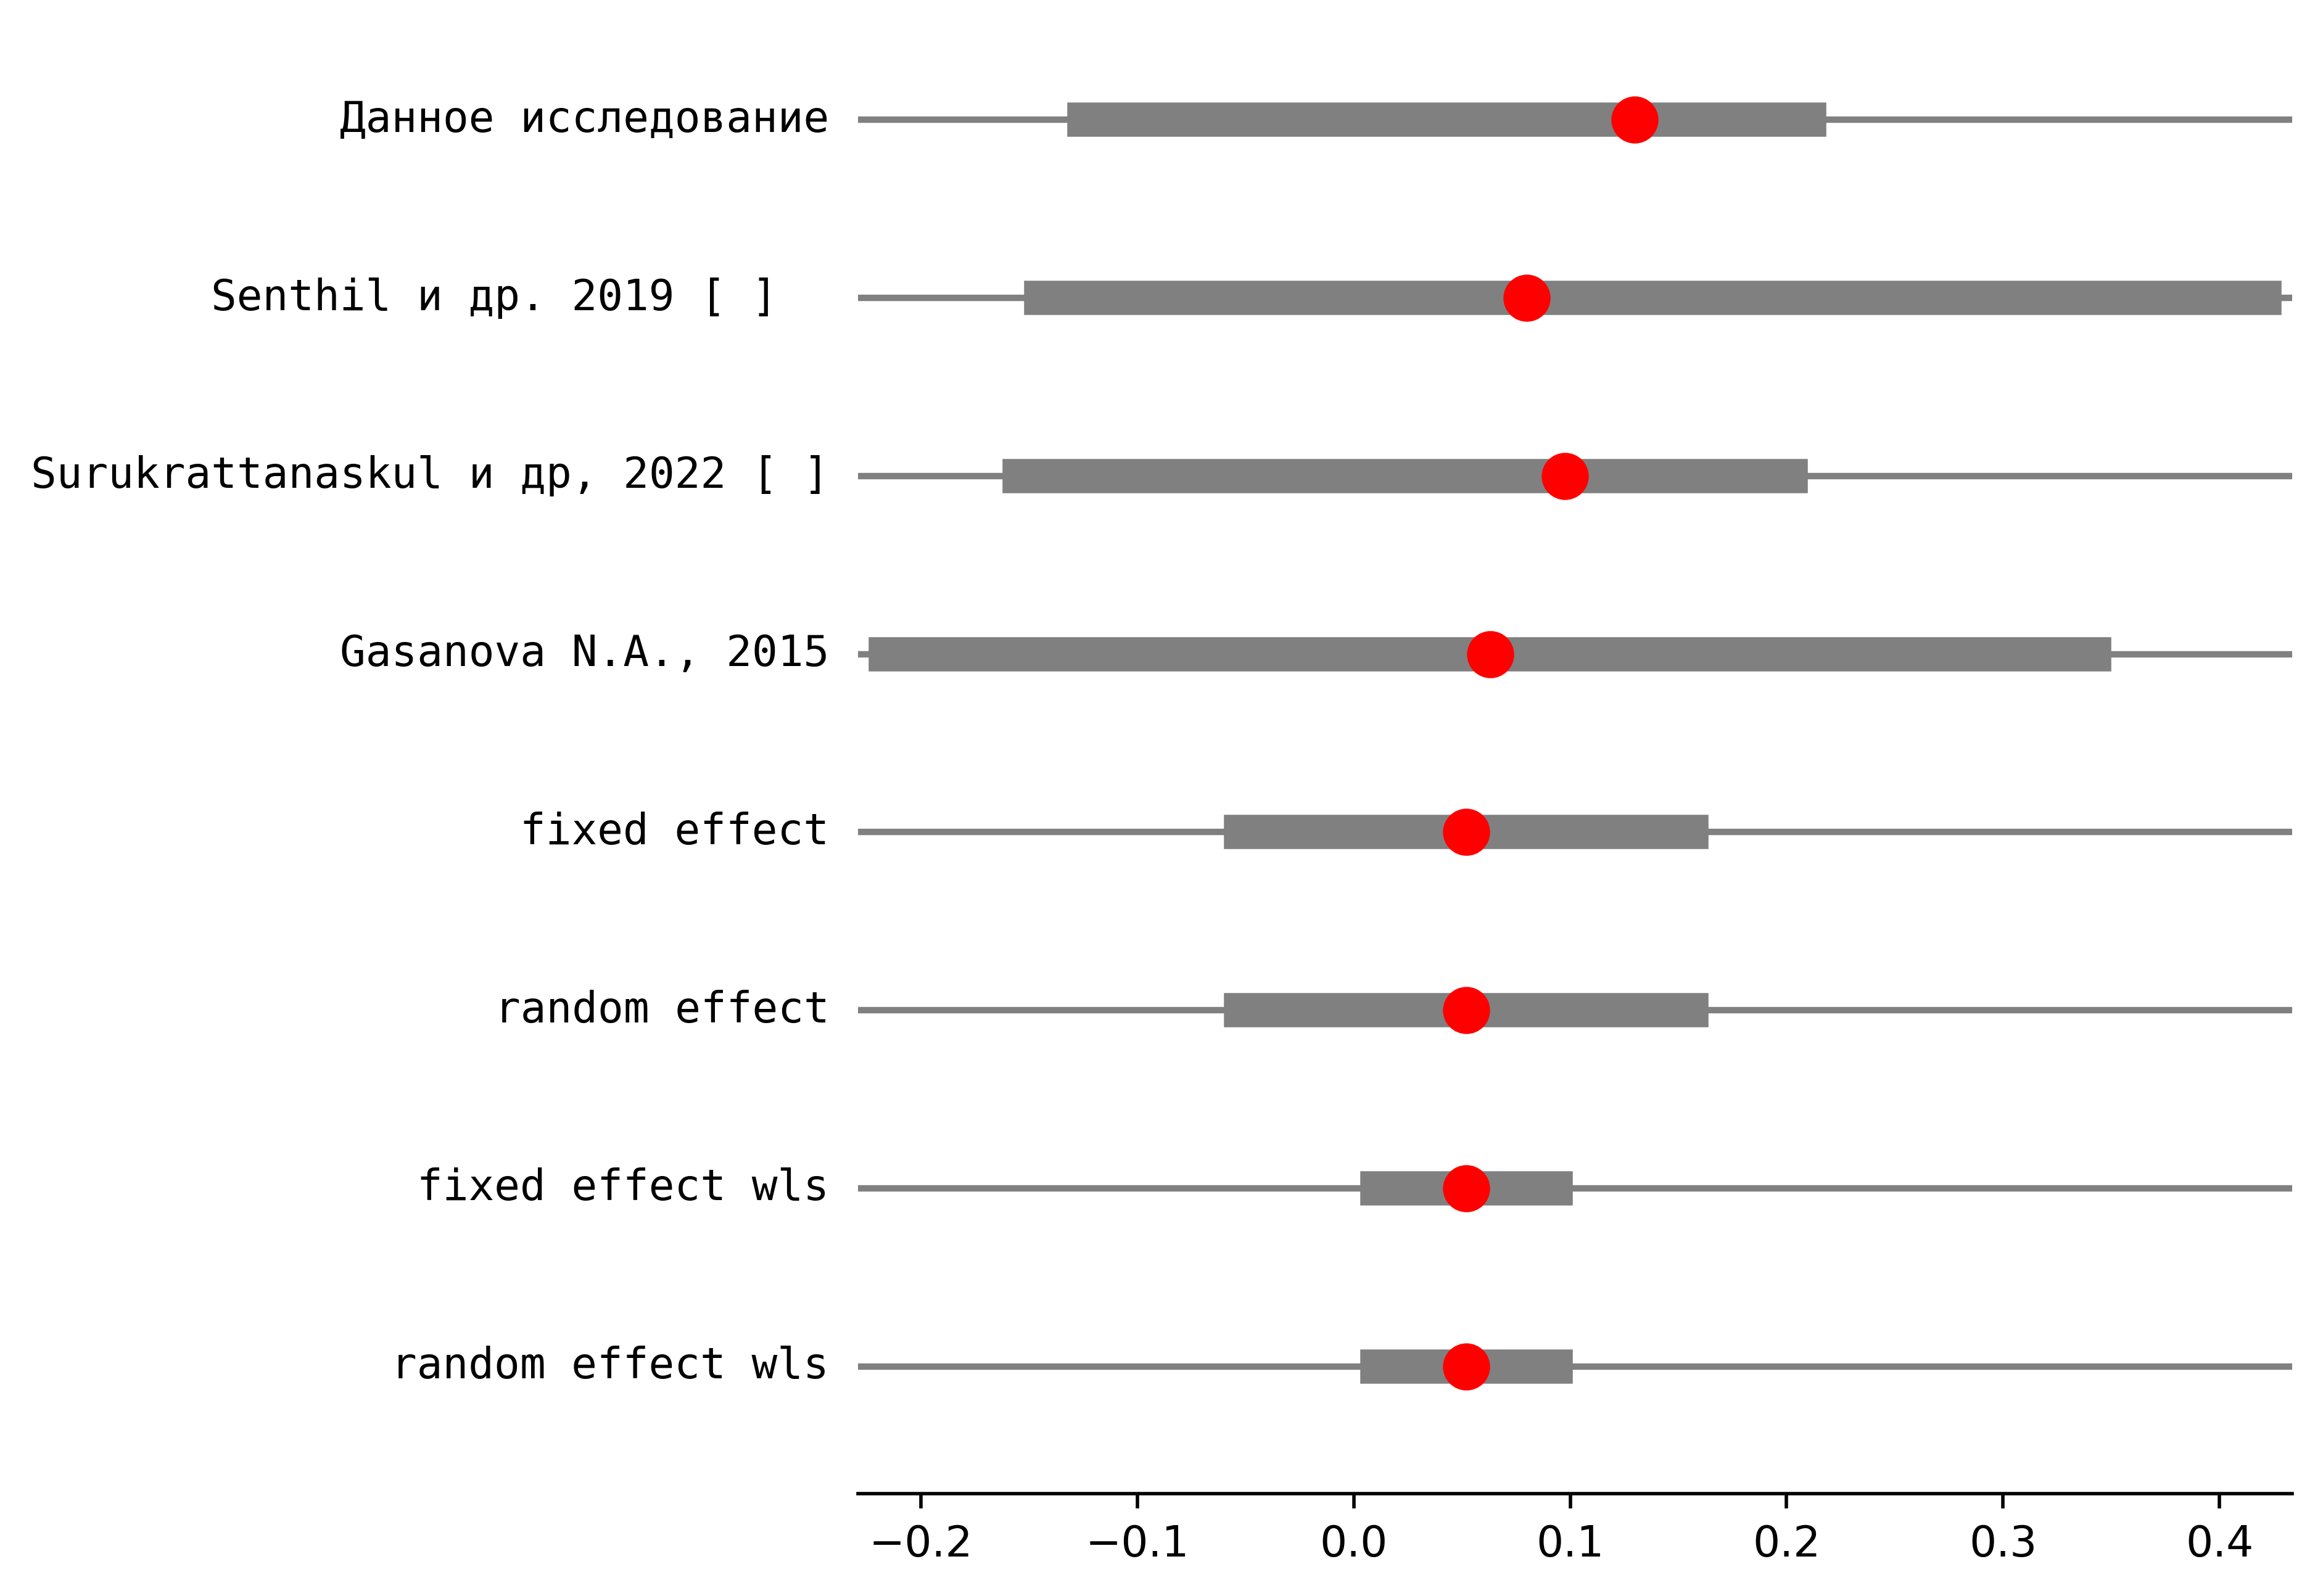 Данное исследование
Senthil и др. 2019 [ ]
Surukrattanaskul и др, 2022 [ ]
Gasanova N.A., 2015
fixed effect
random effect
fixed effect wls
random effect wls
−0.2 −0.1 0.0 0.1 0.2 0.3 0.4